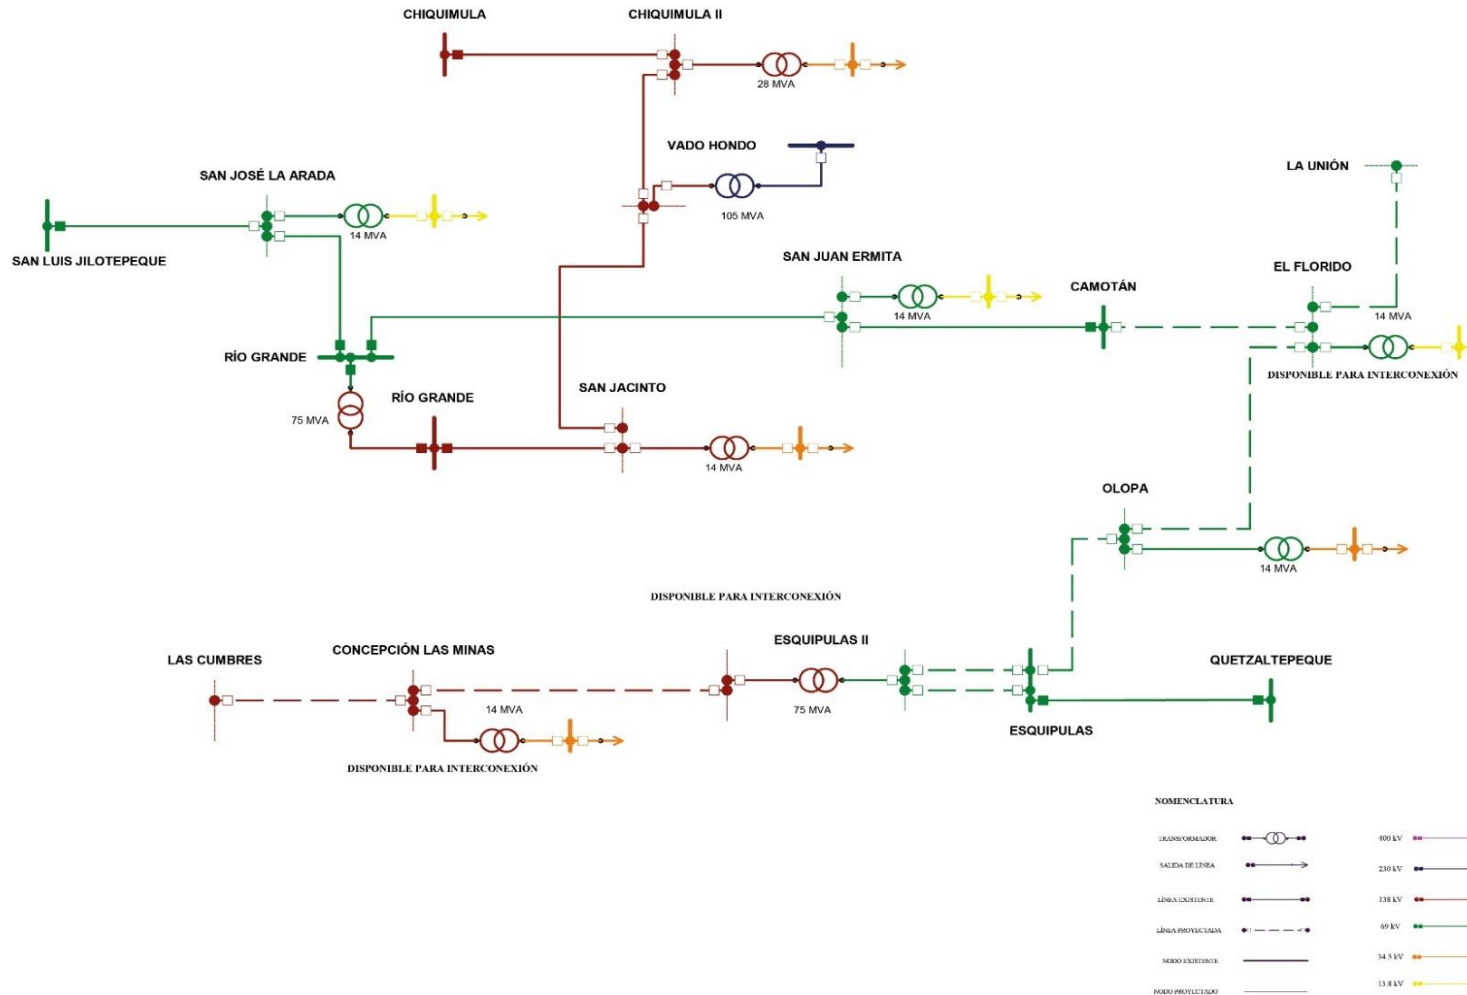 CHIQUIMULA
CHIQUIMULA II
28 MVA
VADO HONDO
105 MVA
LA UNIÓN
SAN JOSÉ LA ARADA
14 MVA
SAN LUIS JILOTEPEQUE
SAN JUAN ERMITA
14 MVA
CAMOTÁN
EL FLORIDO
14 MVA
DISPONIBLE PARA INTERCONEXIÓN
RÍO GRANDE
75 MVA
RÍO GRANDE
SAN JACINTO
14 MVA
OLOPA
14 MVA
DISPONIBLE PARA INTERCONEXIÓN
LAS CUMBRES
CONCEPCIÓN LAS MINAS
14 MVA
DISPONIBLE PARA INTERCONEXIÓN
ESQUIPULAS II
75 MVA
ESQUIPULAS
QUETZALTEPEQUE
NOMENCLATURA
TRANSFORMADOR
400 kV
SALIDA DE LÍNEA
230 kV
LÍNEA EXISTENTE
138 kV
LÍNEA PROYECTADA
69 kV
NODO EXISTENTE
34.5 kV
NODO PROYECTADO
13.8 kV